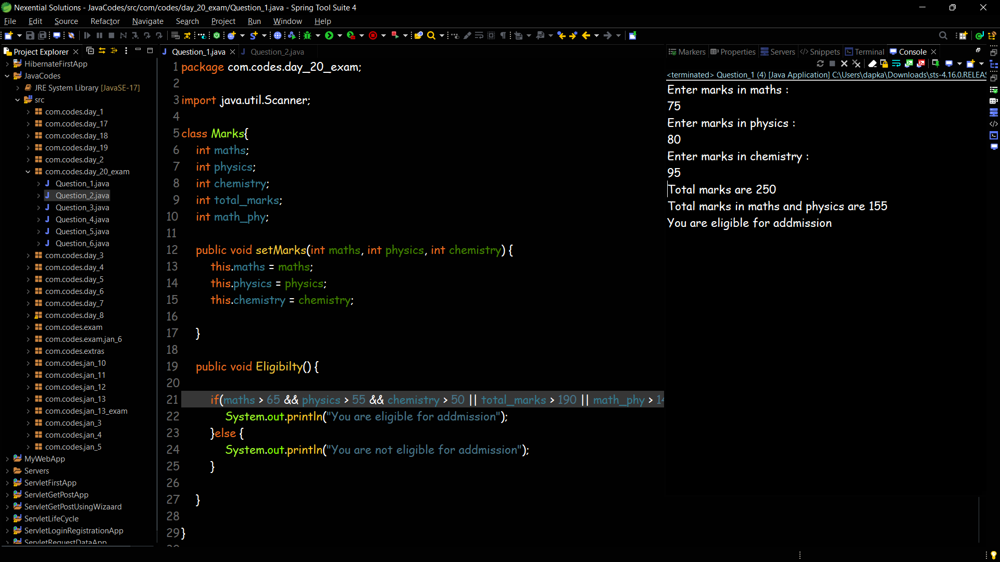 Nexential Solutions - JavaCodes/src/com/codes/day_20_exam/Question_1.java - Spring Tool Suite 4
File Edit Source Refactor Navigate Search Project Run Window Help
Project Explorer
HibernateFirstApp
JavaCodes
JRE System Library [JavaSE-17]
src
com.codes.day_1
com.codes.day_17
com.codes.day_18
com.codes.day_19
com.codes.day_2
com.codes.day_20_exam
Question_1.java
Question_2.java
Question_3.java
Question_4.java
Question_5.java
Question_6.java
com.codes.day_3
com.codes.day_4
com.codes.day_5
com.codes.day_6
com.codes.day_7
com.codes.day_8
com.codes.exam
com.codes.exam.jan_6
com.codes.extras
com.codes.jan_10
com.codes.jan_11
com.codes.jan_12
com.codes.jan_13
com.codes.jan_13_exam
com.codes.jan_3
com.codes.jan_4
com.codes.jan_5
MyWebApp
Servers
ServletFirstApp
ServletGetPostApp
ServletGetPostUsingWizaard
ServletLifeCycle
ServletLoginRegistrationApp
ServletRequestDataApp
Question_1.java Question_2.java
1 package com.codes.day_20_exam;
2
3 import java.util.Scanner;
4
5 class Marks{
6 int maths;
7 int physics;
8 int chemistry;
9 int total_marks;
10 int math_phy;
11
12 public void setMarks(int maths, int physics, int chemistry) {
13 this.maths = maths;
14 this.physics = physics;
15 this.chemistry = chemistry;
16
17 }
18
19 public void Eligibilty() {
20
21 if(maths > 65 && physics > 55 && chemistry > 50 || total_marks > 190 || math_phy > 14
22 System.out.println("You are eligible for addmission");
23 }else {
24 System.out.println("You are not eligible for addmission");
25 }
26
27 }
28
29 }
Markers Properties Servers Snippets Terminal Console
<terminated> Question_1 (4) [Java Application] C:\Users\dapka\Downloads\sts-4.16.0.RELEAS
Enter marks in maths :
75
Enter marks in physics :
80
Enter marks in chemistry :
95
Total marks are 250
Total marks in maths and physics are 155
You are eligible for addmission